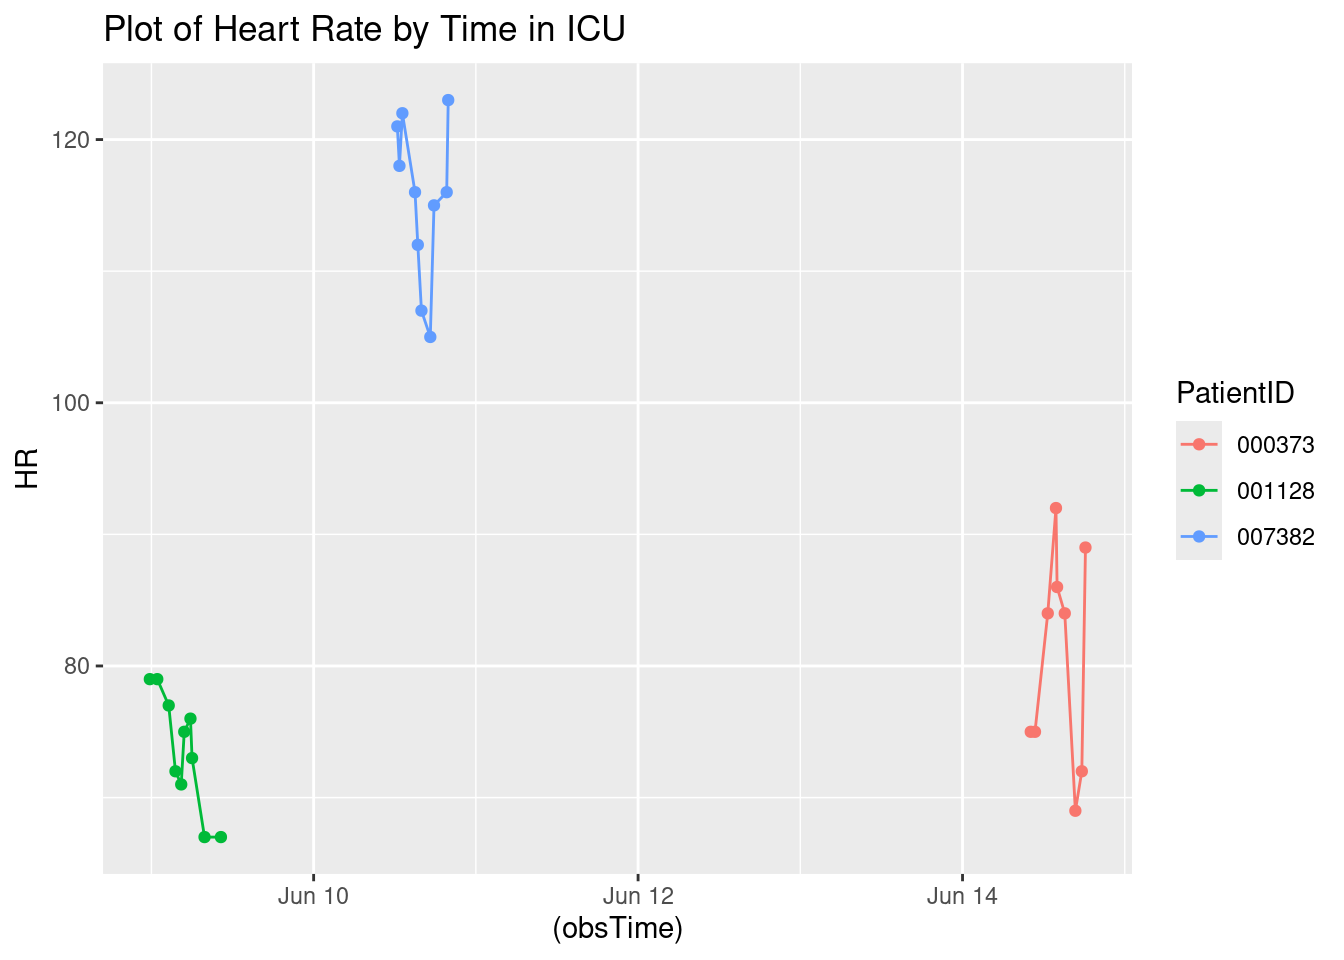 Plot of Heart Rate by Time in ICU
120
100
80
HR
Jun 10
Jun 12
Jun 14
(obsTime)
PatientID
000373
001128
007382